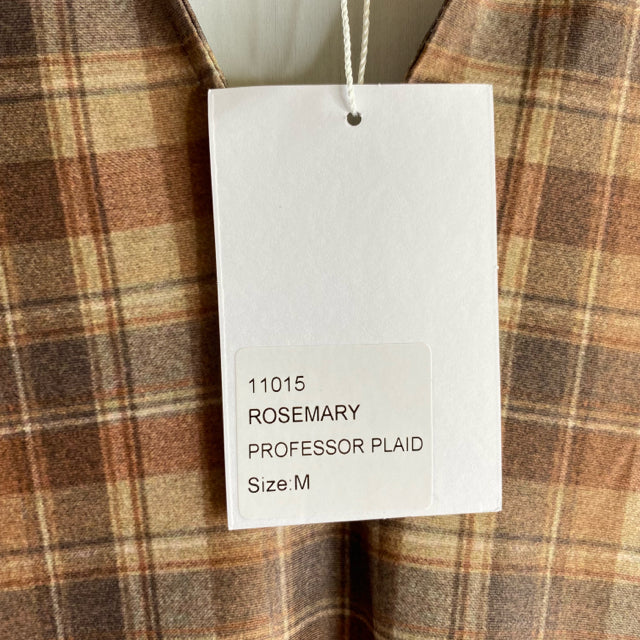 11015
ROSEMARY
PROFESSOR PLAID
Size:M